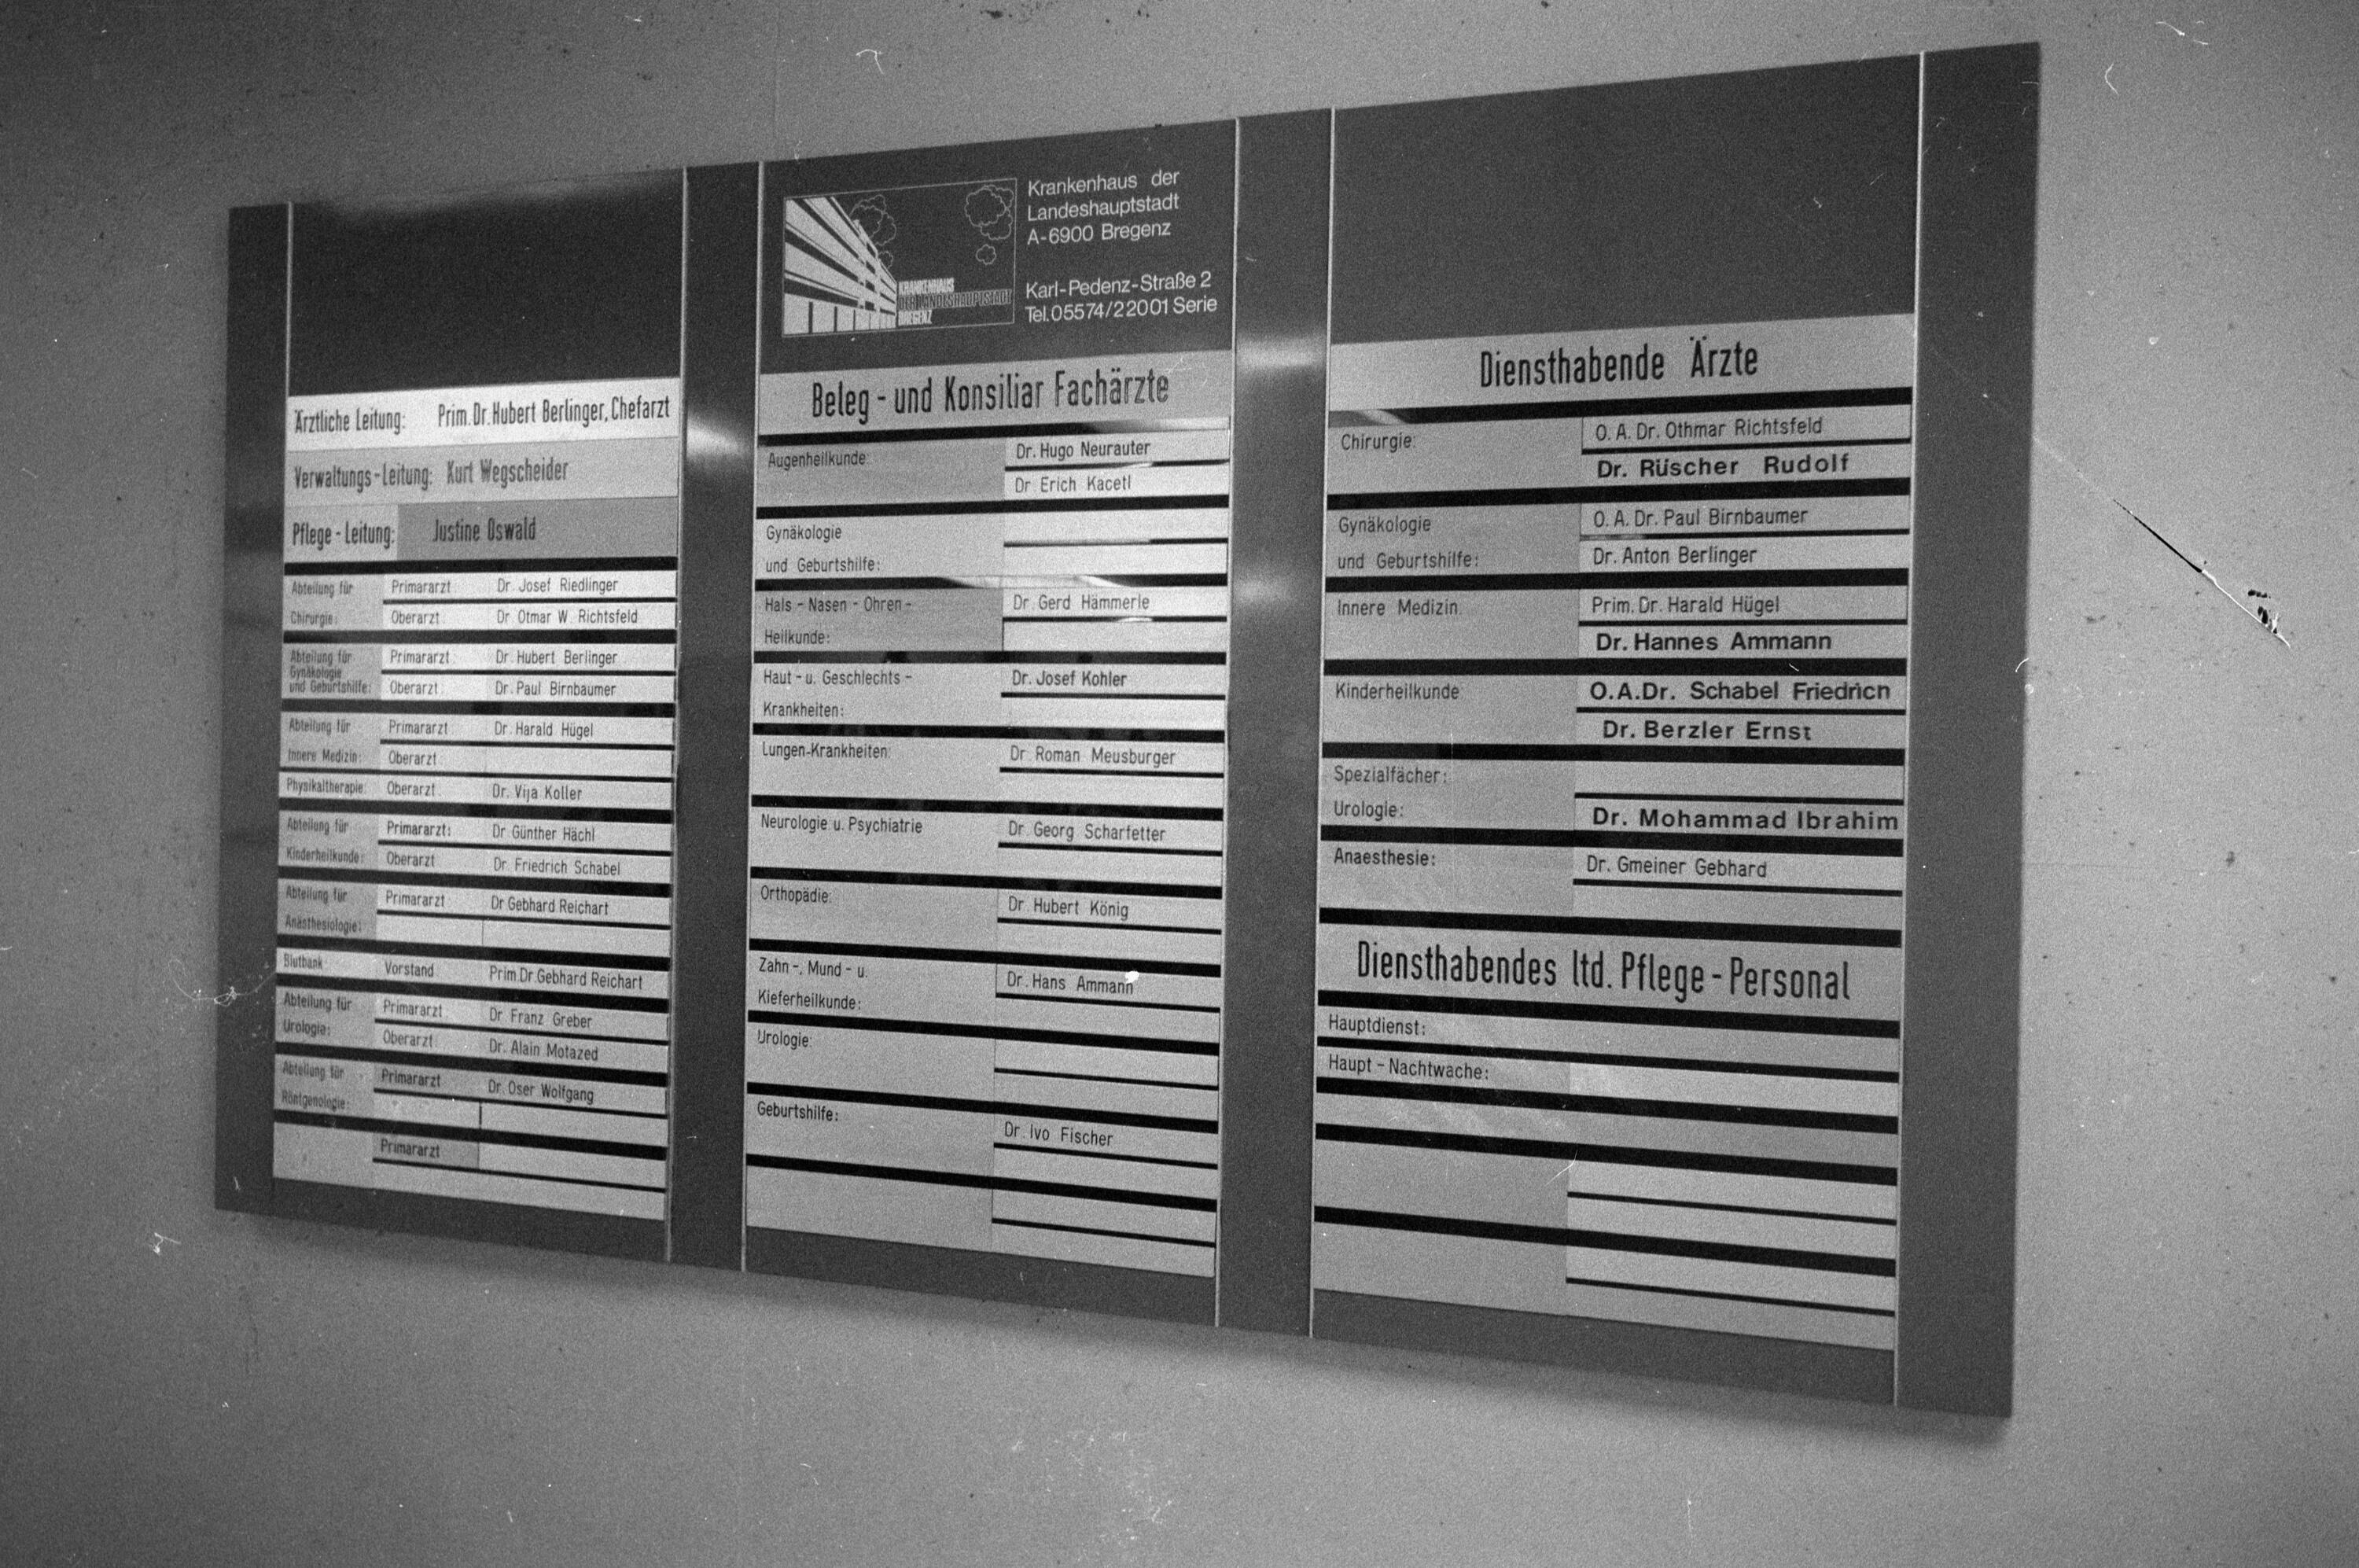 Ärztliche Leitung: Prim. Dr. Hubert Berlinger, Chefarzt
Verwaltungs-Leitung: Kurt Wegscheider
Pflege-Leitung: Justine Oswald
Abteilung für Primararzt Dr. Josef Riedlinger
Chirurgie: Oberarzt Dr. Otmar W. Richtsfeld
Abteilung für Primararzt Dr. Hubert Berlinger
Gynäkologie
und Geburtshilfe: Oberarzt Dr. Paul Birnbaumer
Abteilung für Primararzt Dr. Harald Hügel
Innere Medizin: Oberarzt
Physikaltherapie: Oberarzt Dr. Vija Koller
Abteilung für Primararzt: Dr. Günther Hächl
Kinderheilkunde: Oberarzt Dr. Friedrich Schabel
Abteilung für Primararzt Dr Gebhard Reichart
Anästhesiologie:
Blutbank Vorstand Prim. Dr. Gebhard Reichart
Abteilung für Primararzt Dr. Franz Greber
Urologie: Oberarzt Dr. Alain Motazed
Abteilung für Primararzt Dr. Oser Wolfgang
Röntgenologie:
Primararzt
KRANKENHAUS
DER LANDESHAUPTSTADT
BREGENZ
Krankenhaus der
Landeshauptstadt
A-6900 Bregenz
Karl-Pedenz-Straße 2
Tel. 05574/22001 Serie
Beleg- und Konsiliar Fachärzte
Augenheilkunde: Dr. Hugo Neurauter
Dr. Erich Kacetl
Gynäkologie
und Geburtshilfe:
Hals-Nasen-Ohren- Dr. Gerd Hämmerle
Heilkunde:
Haut-u. Geschlechts- Dr. Josef Kohler
Krankheiten:
Lungen-Krankheiten: Dr. Roman Meusburger
Neurologie u. Psychiatrie Dr. Georg Scharfetter
Orthopädie: Dr. Hubert König
Zahn-, Mund-u. Dr. Hans Ammann
Kieferheilkunde:
Urologie:
Geburtshilfe: Dr. Ivo Fischer
Diensthabende Ärzte
Chirurgie: O. A. Dr. Othmar Richtsfeld
Dr. Rüscher Rudolf
Gynäkologie O. A. Dr. Paul Birnbaumer
und Geburtshilfe: Dr. Anton Berlinger
Innere Medizin: Prim. Dr. Harald Hügel
Dr. Hannes Ammann
Kinderheilkunde: O.A.Dr. Schabel Friedrich
Dr. Berzler Ernst
Spezialfächer:
Urologie: Dr. Mohammad Ibrahim
Anaesthesie: Dr. Gmeiner Gebhard
Diensthabendes ltd. Pflege-Personal
Hauptdienst:
Haupt-Nachtwache: